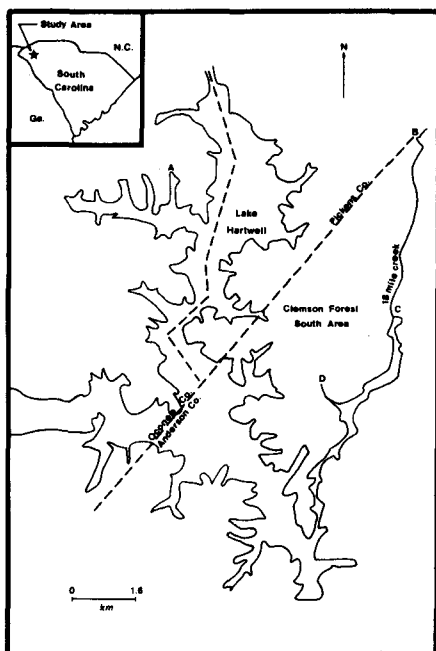 Study Area
N.C.
South
Carolina
Ga.
N
B
A
Lake
Hartwell
Pickens Co.
18 mile creek
Clemson Forest
South Area
C
D
Oconee Co.
Anderson Co.
0 1.6
km